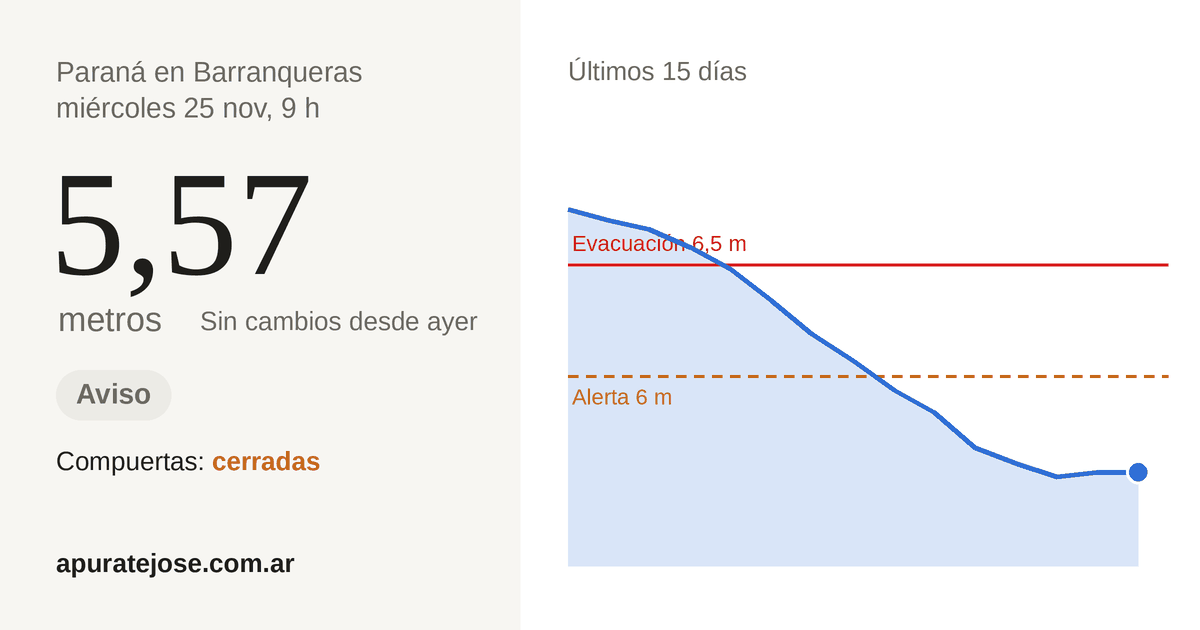 Paraná en Barranqueras
miércoles 25 nov, 9 h
5,57
metros
Sin cambios desde ayer
Aviso
Compuertas: cerradas
apuratejose.com.ar
Últimos 15 días
Evacuación 6,5 m
Alerta 6 m